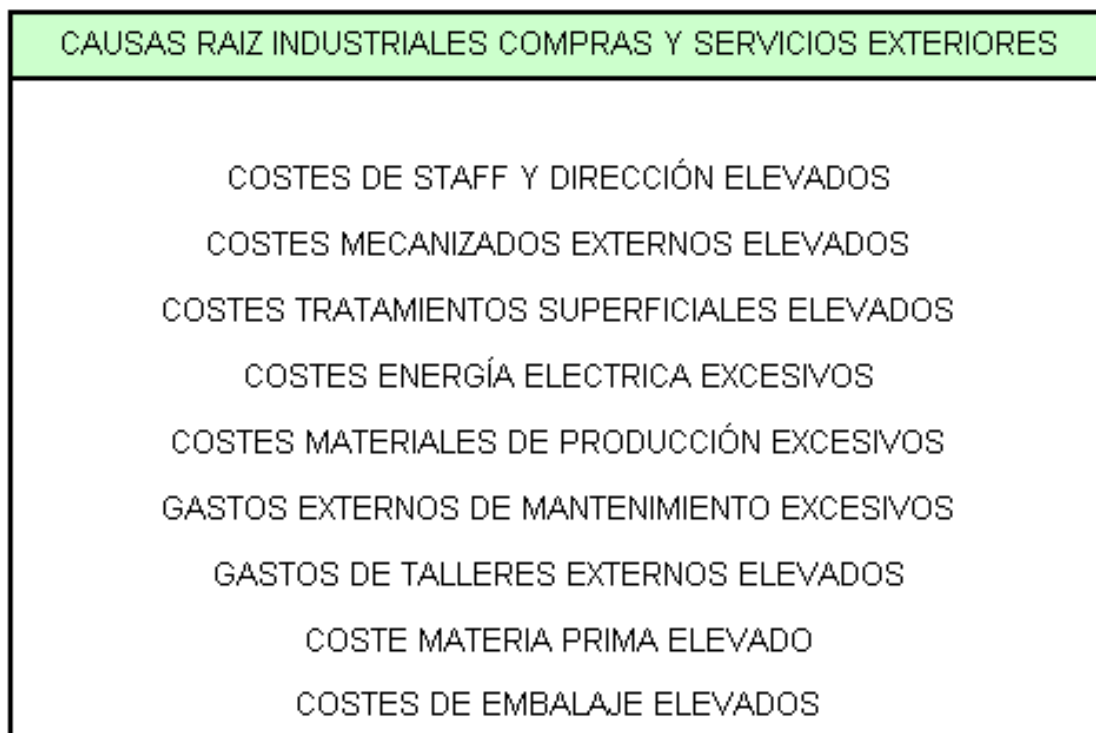 CAUSAS RAIZ INDUSTRIALES COMPRAS Y SERVICIOS EXTERIORES
COSTES DE STAFF Y DIRECCIÓN ELEVADOS
COSTES MECANIZADOS EXTERNOS ELEVADOS
COSTES TRATAMIENTOS SUPERFICIALES ELEVADOS
COSTES ENERGÍA ELECTRICA EXCESIVOS
COSTES MATERIALES DE PRODUCCIÓN EXCESIVOS
GASTOS EXTERNOS DE MANTENIMIENTO EXCESIVOS
GASTOS DE TALLERES EXTERNOS ELEVADOS
COSTE MATERIA PRIMA ELEVADO
COSTES DE EMBALAJE ELEVADOS